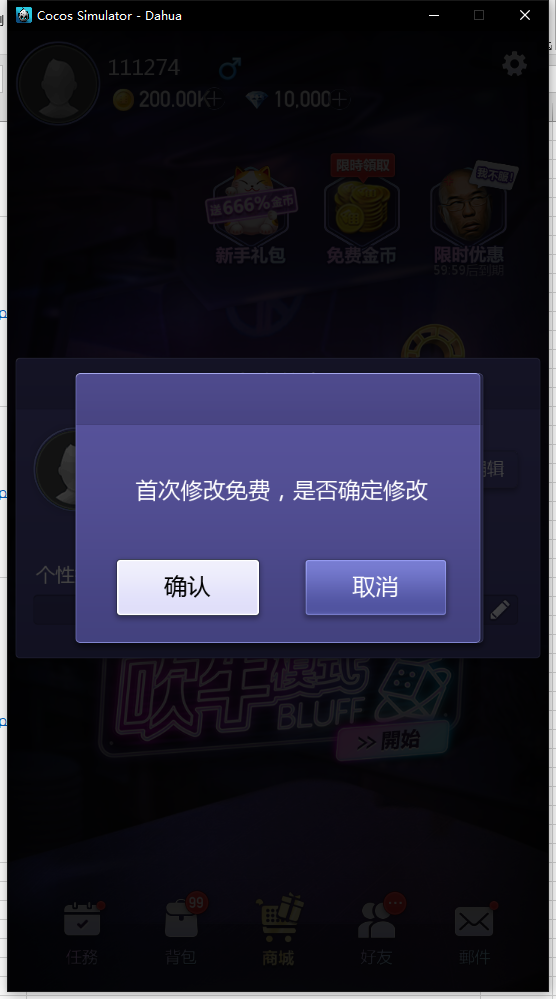 Cocos Simulator - Dahua
111274
200.00K
10,000
限時領取
我不服!
送666%金币
新手礼包
免费金币
限时优惠
59:59后到期
辑
首次修改免费，是否确定修改
个性
确认
取消
吹牛模式
BLUFF
>> 開始
99
任務
背包
商城
好友
郵件